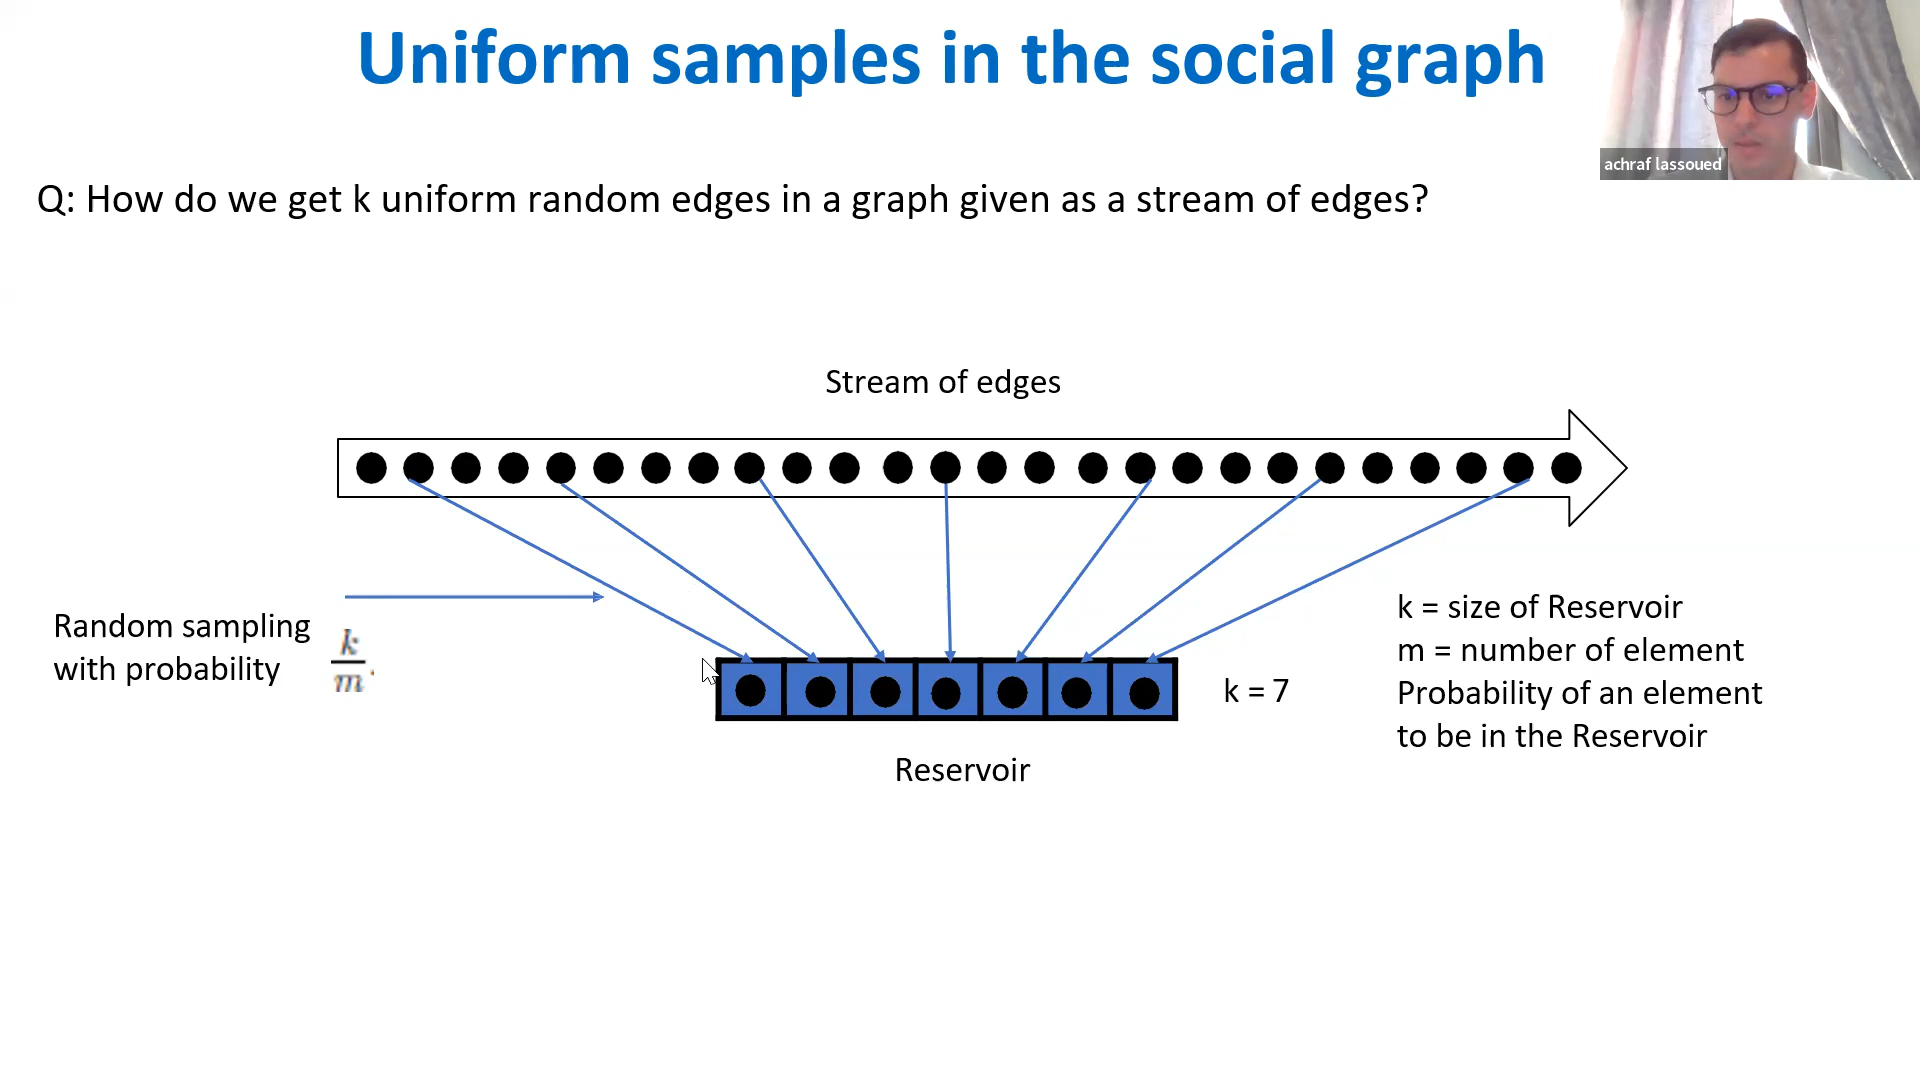 Uniform samples in the social graph
achraf lassoued
Q: How do we get k uniform random edges in a graph given as a stream of edges?
Stream of edges
Random sampling
with probability
k
m
k = 7
Reservoir
k = size of Reservoir
m = number of element
Probability of an element
to be in the Reservoir